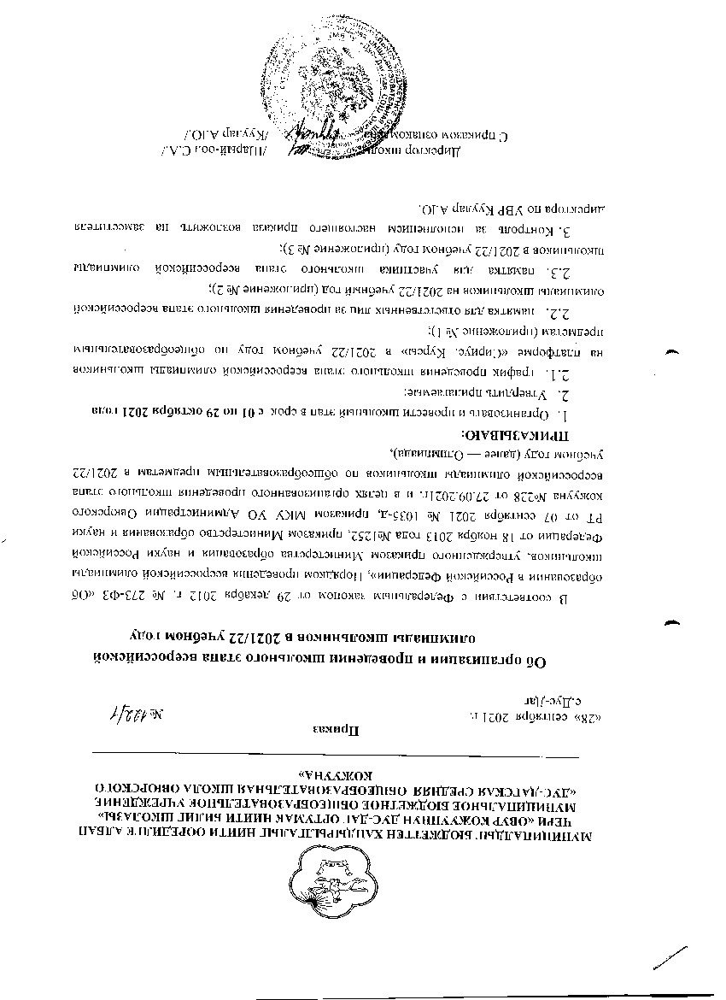 МУНИЦИПАЛДЫГ БЮДЖЕТТЕН ХАНДЫРЫЛГАЛЫГ НИИТИ ӨӨРЕДИЛГЕ АЛБАН
ЧЕРИ «ОВУР КОЖУУННУН ДУС-ДАГ ОРТУМАК НИИТИ БИЛИГ ШКОЛАЗЫ»
МУНИЦИПАЛЬНОЕ БЮДЖЕТНОЕ ОБЩЕОБРАЗОВАТЕЛЬНОЕ УЧРЕЖДЕНИЕ
«ДУС-ДАГСКАЯ СРЕДНЯЯ ОБЩЕОБРАЗОВАТЕЛЬНАЯ ШКОЛА ОВЮРСКОГО
КОЖУУНА»
Приказ
«28» сентября 2021 г. №
с.Дус-Даг
Об организации и проведении школьного этапа всероссийской
олимпиады школьников в 2021/22 учебном году
В соответствии с Федеральным законом от 29 декабря 2012 г. № 273-ФЗ «Об
образовании в Российской Федерации», Порядком проведения всероссийской олимпиады
школьников, утвержденного приказом Министерства образования и науки Российской
Федерации от 18 ноября 2013 года №1252, приказом Министерство образования и науки
РТ от 07 сентября 2021 № 1035-д, приказом МКУ УО Администрации Овюрского
кожууна №228 от 27.09.2021г. и в целях организованного проведения школьного этапа
всероссийской олимпиады школьников по общеобразовательным предметам в 2021/22
учебном году (далее — Олимпиада),
ПРИКАЗЫВАЮ:
1. Организовать и провести школьный этап в срок с 01 по 29 октября 2021 года
2. Утвердить прилагаемые:
2.1. график проведения школьного этапа всероссийской олимпиады школьников
на платформе «Сириус. Курсы» в 2021/22 учебном году по общеобразовательным
предметам (приложение № 1);
2.2. памятка для ответственных лиц за проведения школьного этапа всероссийской
олимпиады школьников на 2021/22 учебный год (приложение № 2);
2.3. памятка для участника школьного этапа всероссийской олимпиады
школьников в 2021/22 учебном году (приложение № 3);
3. Контроль за исполнением настоящего приказа возложить на заместителя
директора по УВР Куулар А.Ю.
Директор школы /Шарый-оол С.А./
С приказом ознакомлена /Куулар А.Ю./